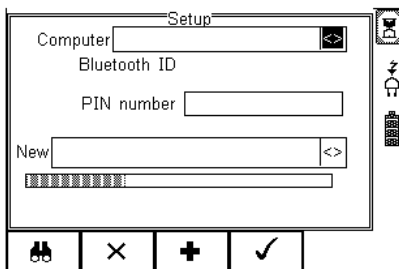 Setup
Computer <>
Bluetooth ID
PIN number
New <>